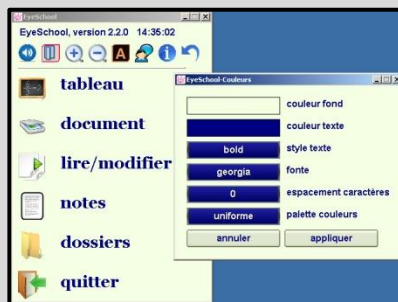 EyeSchool
EyeSchool, version 2.2.0 14:35:02
A
tableau
document
lire/modifier
notes
dossiers
quitter
EyeSchool-Couleurs
couleur fond
couleur texte
bold
style texte
georgia
fonte
0
espacement caractères
uniforme
palette couleurs
annuler
appliquer